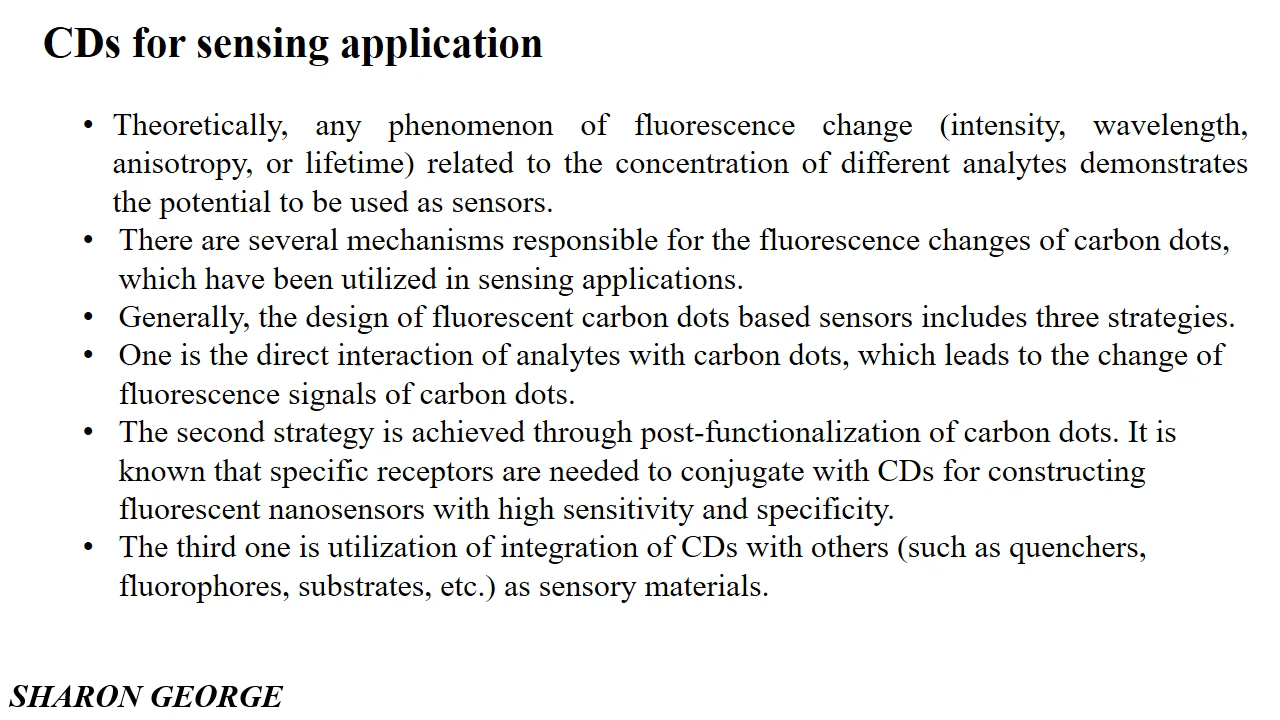 CDs for sensing application
• Theoretically, any phenomenon of fluorescence change (intensity, wavelength,
anisotropy, or lifetime) related to the concentration of different analytes demonstrates
the potential to be used as sensors.
• There are several mechanisms responsible for the fluorescence changes of carbon dots,
which have been utilized in sensing applications.
• Generally, the design of fluorescent carbon dots based sensors includes three strategies.
• One is the direct interaction of analytes with carbon dots, which leads to the change of
fluorescence signals of carbon dots.
• The second strategy is achieved through post-functionalization of carbon dots. It is
known that specific receptors are needed to conjugate with CDs for constructing
fluorescent nanosensors with high sensitivity and specificity.
• The third one is utilization of integration of CDs with others (such as quenchers,
fluorophores, substrates, etc.) as sensory materials.
SHARON GEORGE